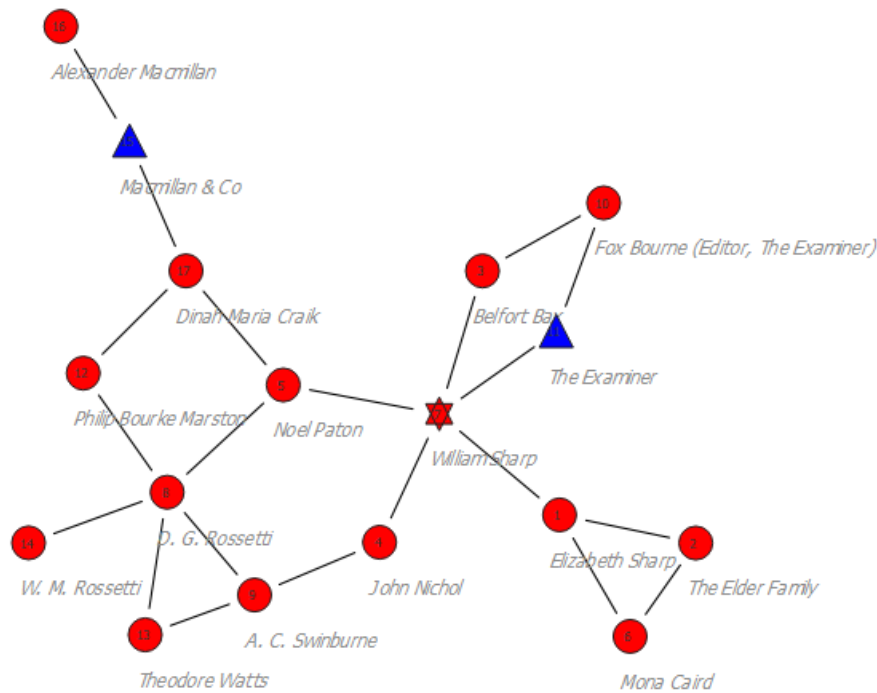 16
Alexander Macmillan
15
Macmillan & Co
10
Fox Bourne (Editor, The Examiner)
17
Dinah Maria Craik
3
Belfort Bax
11
The Examiner
12
Philip Bourke Marston
5
Noel Paton
7
William Sharp
8
D. G. Rossetti
1
Elizabeth Sharp
14
W. M. Rossetti
4
John Nichol
2
The Elder Family
9
A. C. Swinburne
13
Theodore Watts
6
Mona Caird